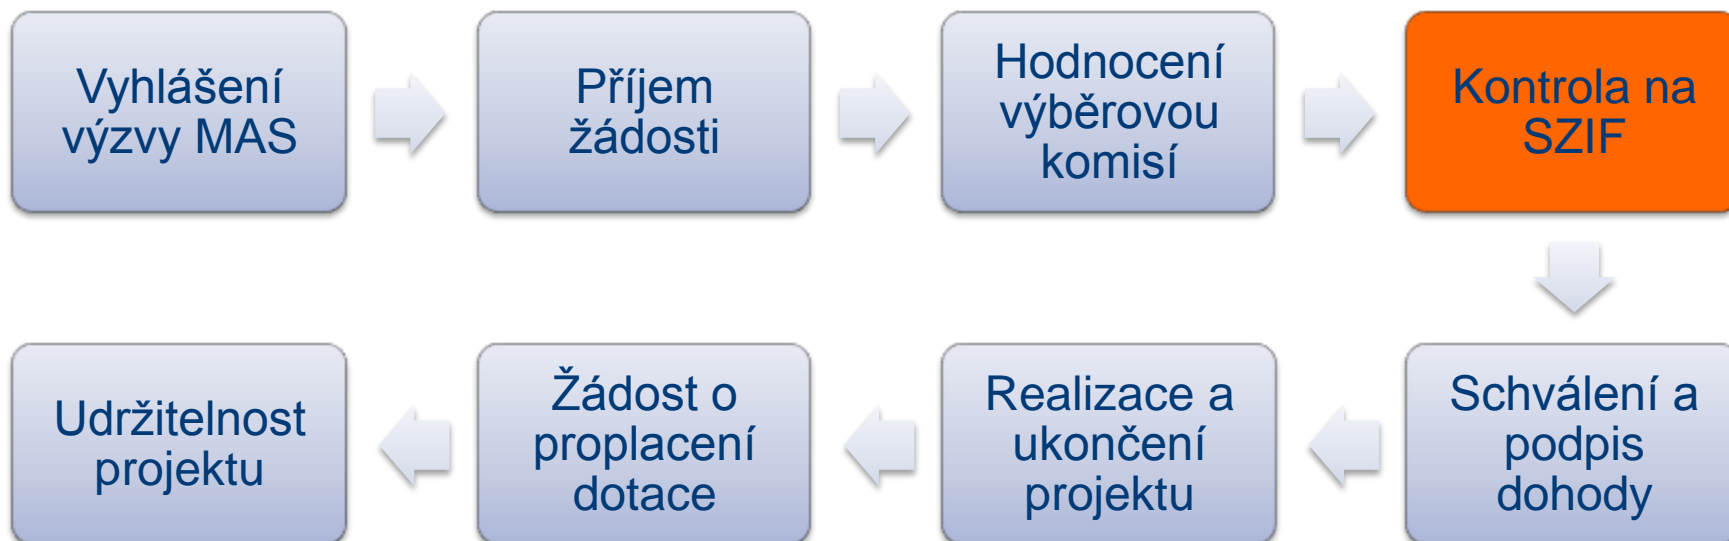 Vyhlášení
výzvy MAS
Příjem
žádosti
Hodnocení
výběrovou
komisí
Kontrola na
SZIF
Schválení a
podpis
dohody
Realizace a
ukončení
projektu
Žádost o
proplacení
dotace
Udržitelnost
projektu